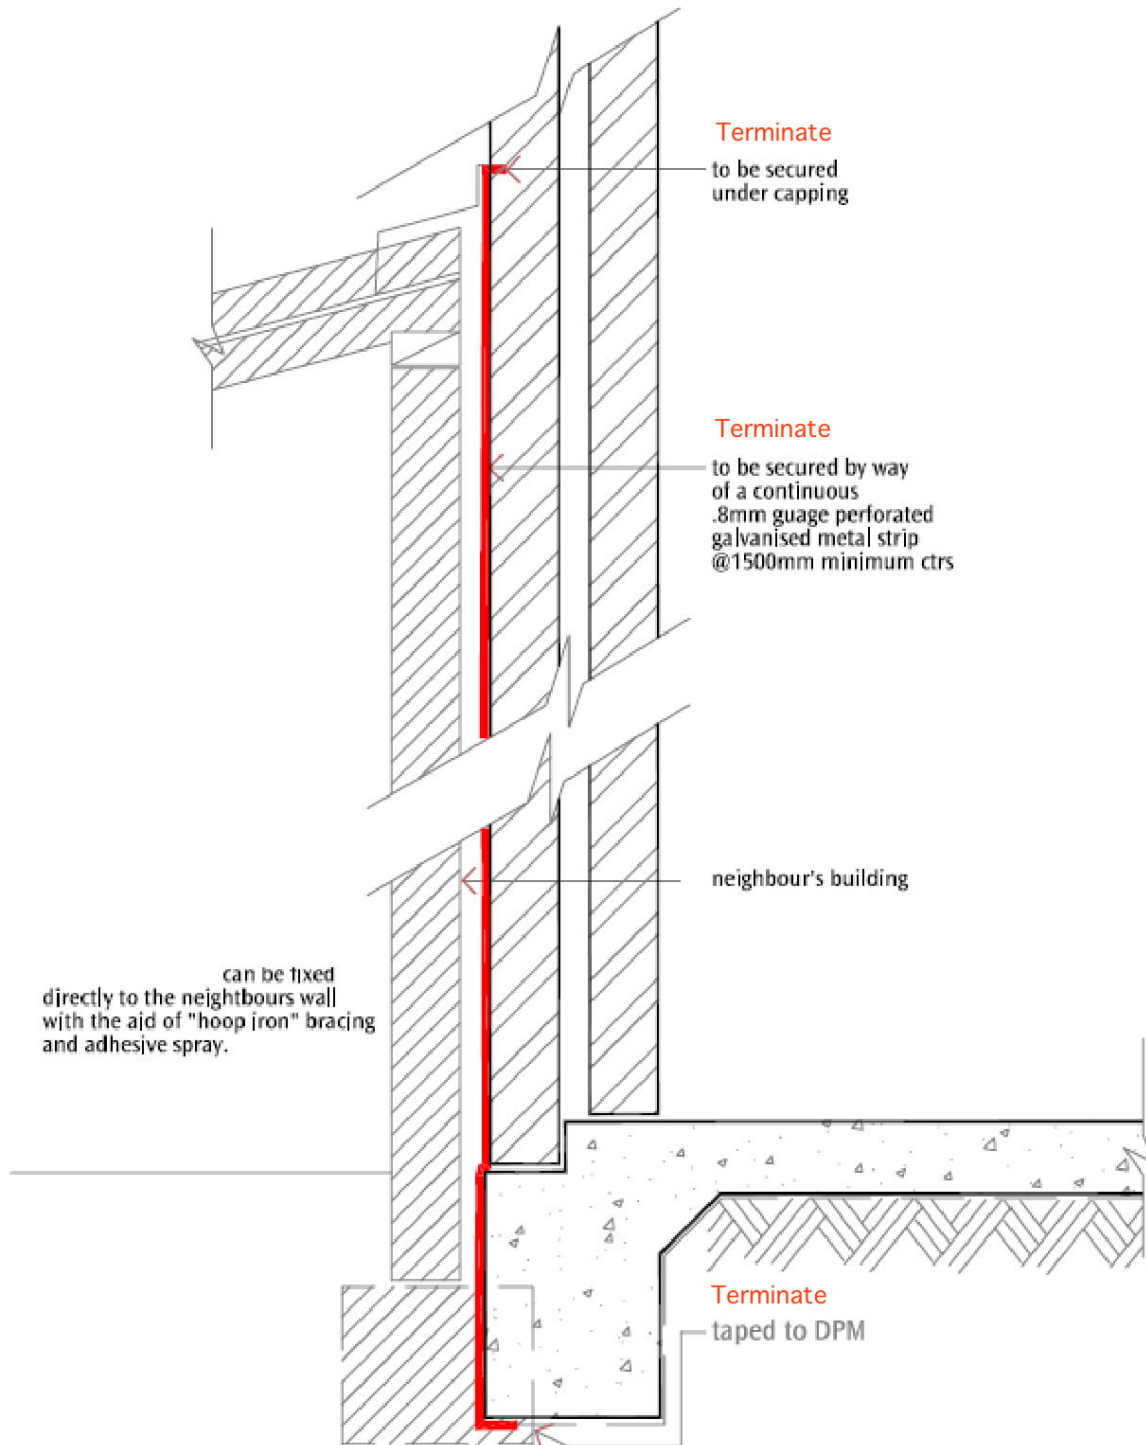 Terminate
to be secured
under capping
Terminate
to be secured by way
of a continuous
.8mm guage perforated
galvanised metal strip
@1500mm minimum ctrs
neighbour's building
can be fixed
directly to the neightbours wall
with the aid of "hoop iron" bracing
and adhesive spray.
Terminate
taped to DPM